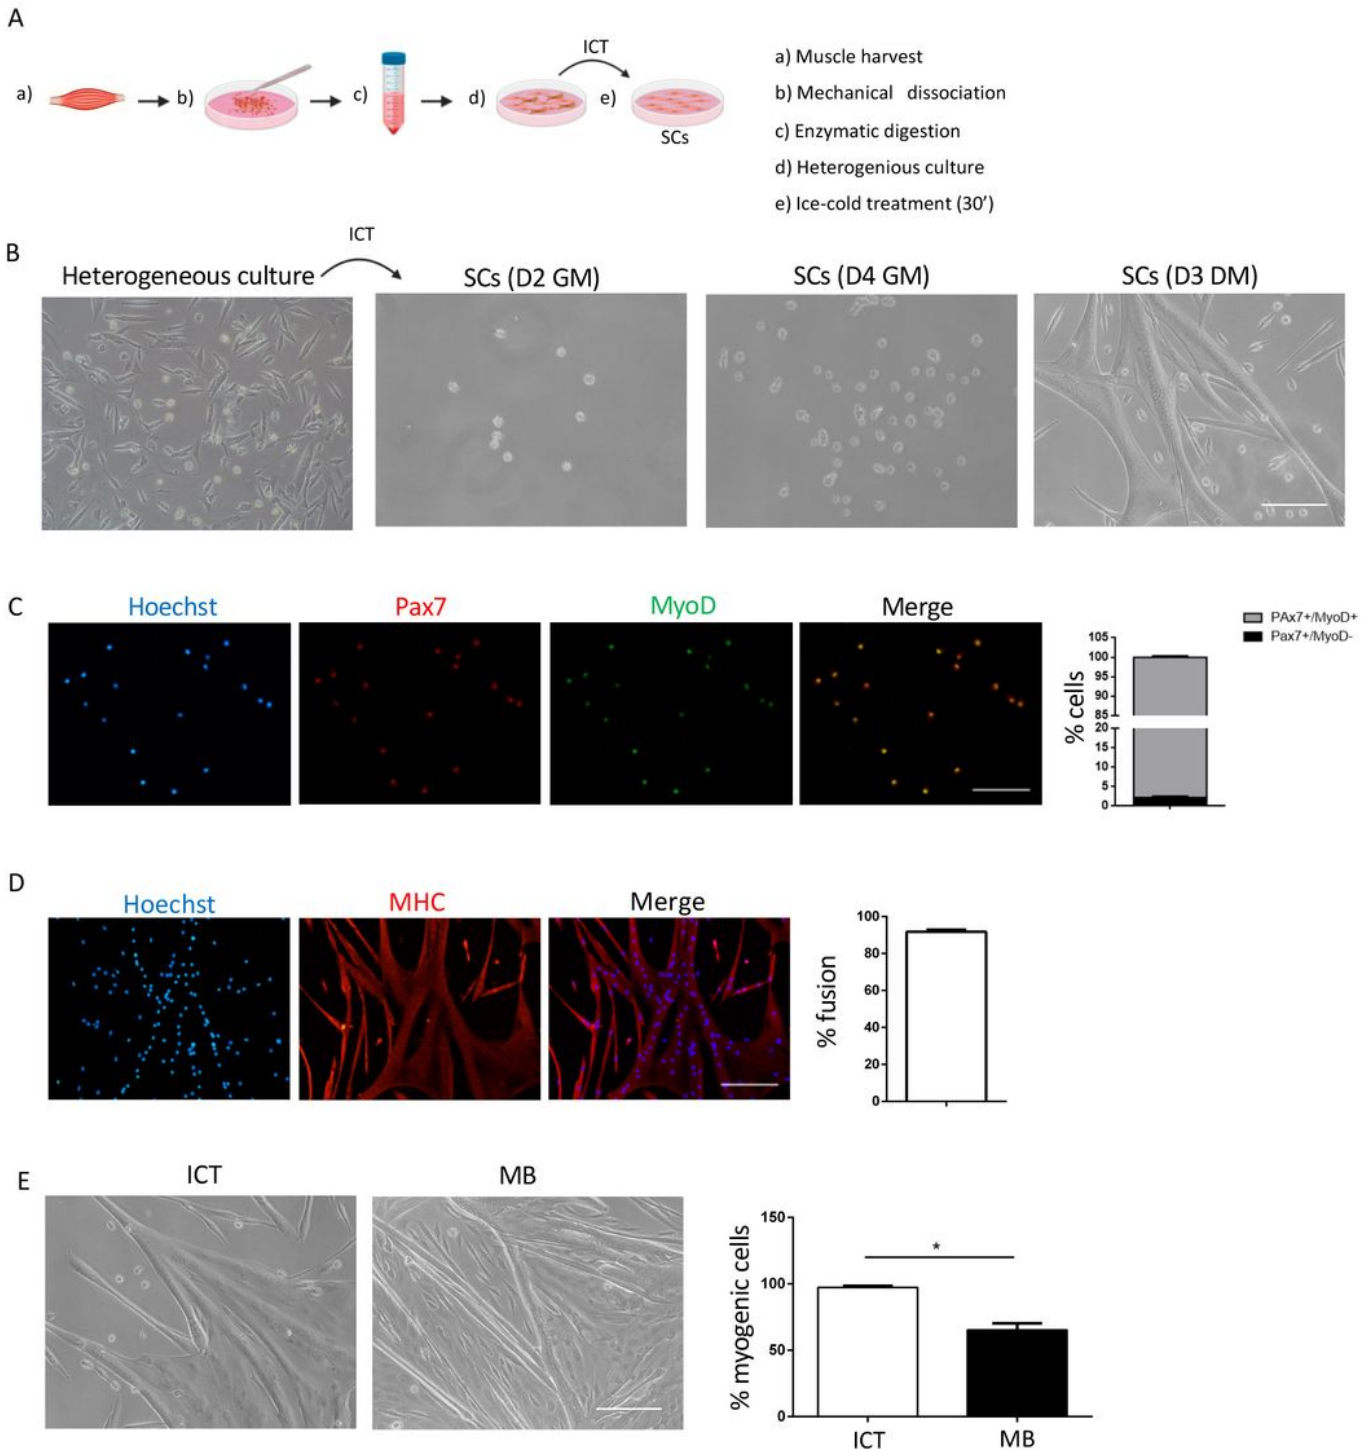 A
ICT
a)
b)
c)
d)
e)
SCs
a) Muscle harvest
b) Mechanical dissociation
c) Enzymatic digestion
d) Heterogenious culture
e) Ice-cold treatment (30')
B
ICT
Heterogeneous culture
SCs (D2 GM)
SCs (D4 GM)
SCs (D3 DM)
C
Hoechst
Pax7
MyoD
Merge
PAx7+/MyoD+
Pax7+/MyoD-
% cells
105
100
95
90
85
20
15
10
5
0
D
Hoechst
MHC
Merge
% fusion
100
80
60
40
20
0
E
ICT
MB
% myogenic cells
150
100
50
0
*
ICT
MB